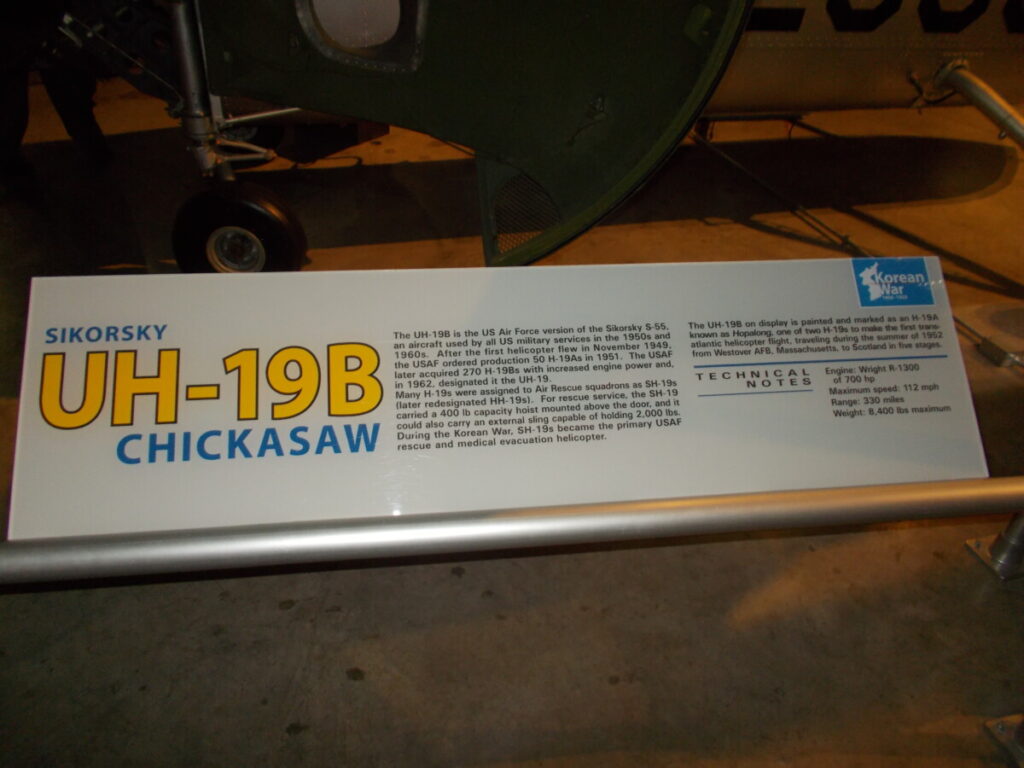 SIKORSKY
UH-19B
CHICKASAW
The UH-19B is the US Air Force version of the Sikorsky S-55,
an aircraft used by all US military services in the 1950s and
1960s. After the first helicopter flew in November 1949,
the USAF ordered production 50 H-19As in 1951. The USAF
later acquired 270 H-19Bs with increased engine power and,
in 1962, designated it the UH-19.
Many H-19s were assigned to Air Rescue squadrons as SH-19s
(later redesignated HH-19s). For rescue service, the SH-19
carried a 400 lb capacity hoist mounted above the door, and it
could also carry an external sling capable of holding 2,000 lbs.
During the Korean War, SH-19s became the primary USAF
rescue and medical evacuation helicopter.
Korean
War
The UH-19B on display is painted and marked as an H-19A
known as Hopalong, one of two H-19s to make the first trans-
atlantic helicopter flight, traveling during the summer of 1952
from Westover AFB, Massachusetts, to Scotland in five stages.
TECHNICAL
NOTES
Engine: Wright R-1300
of 700 hp
Maximum speed: 112 mph
Range: 330 miles
Weight: 8,400 lbs maximum